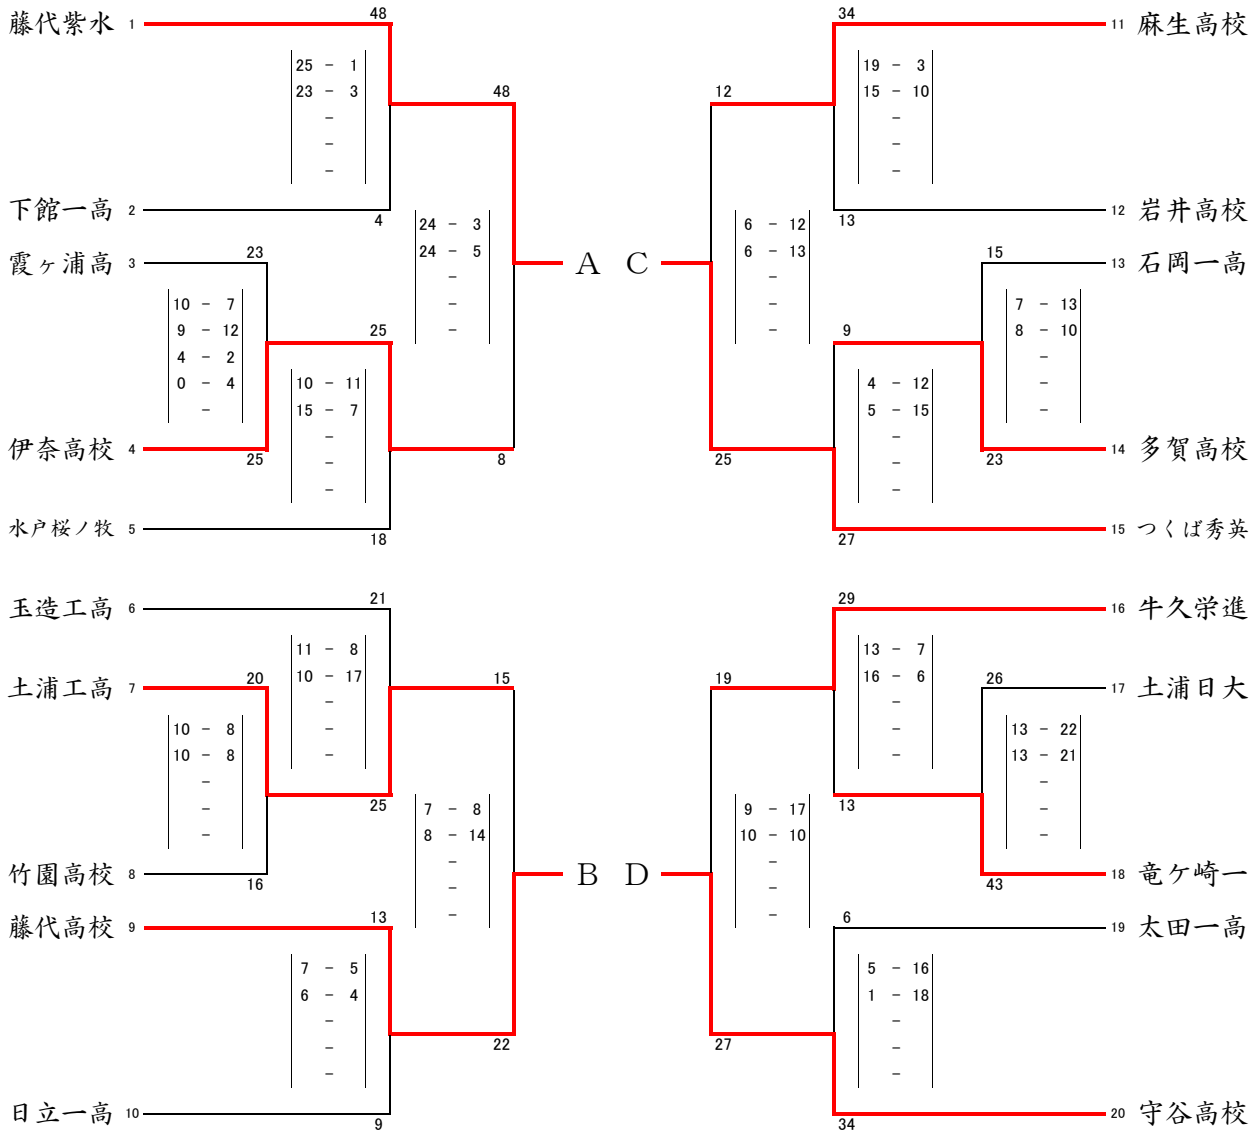 藤代紫水 1 48
25 - 1
23 - 3
-
-
-
下館一高 2 4
48
霞ヶ浦高 3 23
10 - 7
9 - 12
4 - 2
0 - 4
-
伊奈高校 4 25
25
10 - 11
15 - 7
-
-
-
水戸桜ノ牧 5 18
24 - 3
24 - 5
-
-
-
8
A
玉造工高 6 21
11 - 8
10 - 17
-
-
-
土浦工高 7 20
10 - 8
10 - 8
-
-
-
竹園高校 8 16
25
15
藤代高校 9 13
7 - 5
6 - 4
-
-
-
日立一高 10 9
7 - 8
8 - 14
-
-
-
22
B
34 11 麻生高校
19 - 3
15 - 10
-
-
-
13 12 岩井高校
12
15 13 石岡一高
7 - 13
8 - 10
-
-
-
23 14 多賀高校
9
4 - 12
5 - 15
-
-
-
27 15 つくば秀英
6 - 12
6 - 13
-
-
-
25
C
29 16 牛久栄進
13 - 7
16 - 6
-
-
-
26 17 土浦日大
13 - 22
13 - 21
-
-
-
43 18 竜ケ崎一
13
19
6 19 太田一高
5 - 16
1 - 18
-
-
-
34 20 守谷高校
9 - 17
10 - 10
-
-
-
27
D